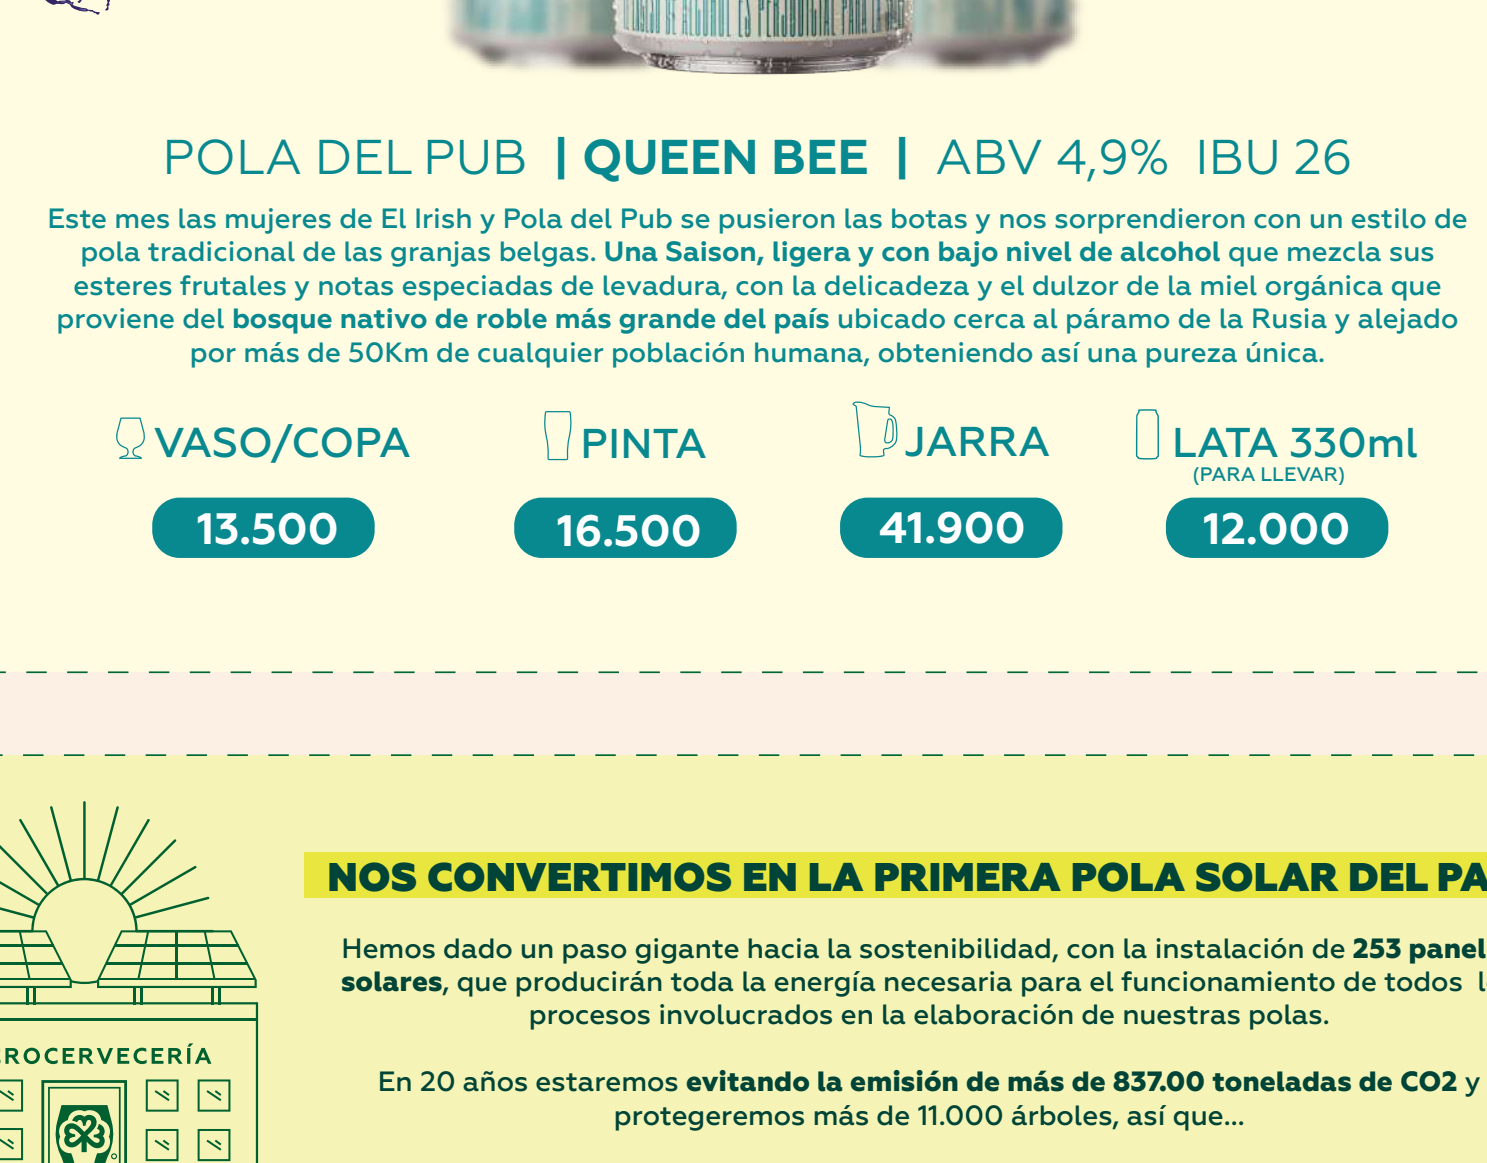 ES PERJUDICIAL PARA LA
POLA DEL PUB | QUEEN BEE | ABV 4,9% IBU 26
Este mes las mujeres de El Irish y Pola del Pub se pusieron las botas y nos sorprendieron con un estilo de
pola tradicional de las granjas belgas. Una Saison, ligera y con bajo nivel de alcohol que mezcla sus
esteres frutales y notas especiadas de levadura, con la delicadeza y el dulzor de la miel orgánica que
proviene del bosque nativo de roble más grande del país ubicado cerca al páramo de la Rusia y alejado
por más de 50Km de cualquier población humana, obteniendo así una pureza única.
VASO/COPA PINTA JARRA LATA 330ml
(PARA LLEVAR)
13.500 16.500 41.900 12.000
NOS CONVERTIMOS EN LA PRIMERA POLA SOLAR DEL PA
Hemos dado un paso gigante hacia la sostenibilidad, con la instalación de 253 panel
solares, que producirán toda la energía necesaria para el funcionamiento de todos l
procesos involucrados en la elaboración de nuestras polas.
ROCERVECERÍA
En 20 años estaremos evitando la emisión de más de 837.00 toneladas de CO2 y
protegeremos más de 11.000 árboles, así que...